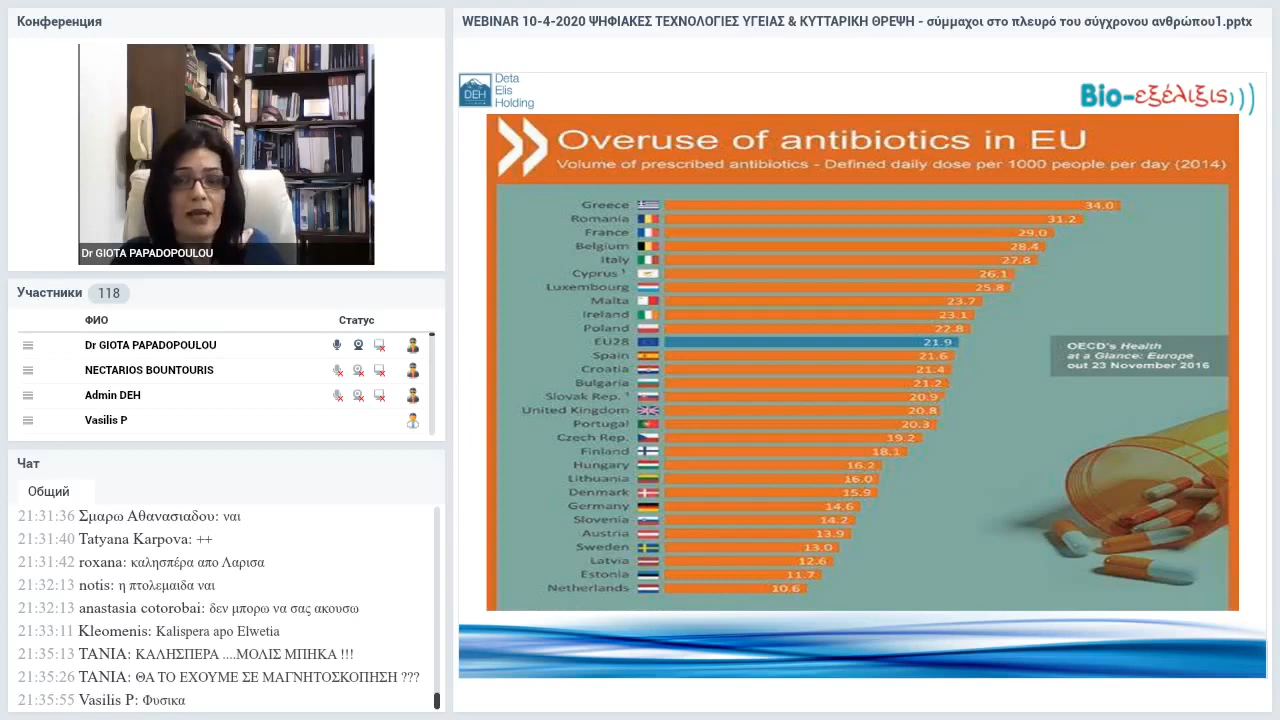 Конференция
Dr GIOTA PAPADOPOULOU
Участники 118
ФИО Статус
Dr GIOTA PAPADOPOULOU
NECTARIOS BOUNTOURIS
Admin DEH
Vasilis P
Чат
Общий
21:31:36 Σμαρω Αθανασιαδου: ναι
21:31:40 Tatyana Karpova: ++
21:31:42 roxana: καλησπέρα απο Λαρισα
21:32:13 notis: η πτολεμαιδα ναι
21:32:13 anastasia cotorobai: δεν μπορω να σας ακουσω
21:33:11 Kleomenis: Kalispera apo Elwetia
21:35:13 TANIA: ΚΑΛΗΣΠΕΡΑ ....ΜΟΛΙΣ ΜΠΗΚΑ !!!
21:35:26 TANIA: ΘΑ ΤΟ ΕΧΟΥΜΕ ΣΕ ΜΑΓΝΗΤΟΣΚΟΠΗΣΗ ???
21:35:55 Vasilis P: Φυσικα
WEBINAR 10-4-2020 ΨΗΦΙΑΚΕΣ ΤΕΧΝΟΛΟΓΙΕΣ ΥΓΕΙΑΣ & ΚΥΤΤΑΡΙΚΗ ΘΡΕΨΗ - σύμμαχοι στο πλευρό του σύγχρονου ανθρώπου1.pptx
DEH
Deta
Elis
Holding
Bio-εξέλιξις
Overuse of antibiotics in EU
Volume of prescribed antibiotics - Defined daily dose per 1000 people per day (2014)
Greece 34.0
Romania 31.2
France 29.0
Belgium 28.4
Italy 27.8
Cyprus ¹ 26.1
Luxembourg 25.8
Malta 23.7
Ireland 23.1
Poland 22.8
EU28 21.9
Spain 21.6
Croatia 21.4
Bulgaria 21.2
Slovak Rep. ¹ 20.9
United Kingdom 20.8
Portugal 20.3
Czech Rep. 19.2
Finland 18.1
Hungary 16.2
Lithuania 16.0
Denmark 15.9
Germany 14.6
Slovenia 14.2
Austria 13.9
Sweden 13.0
Latvia 12.6
Estonia 11.7
Netherlands 10.6
OECD's Health
at a Glance: Europe
out 23 November 2016